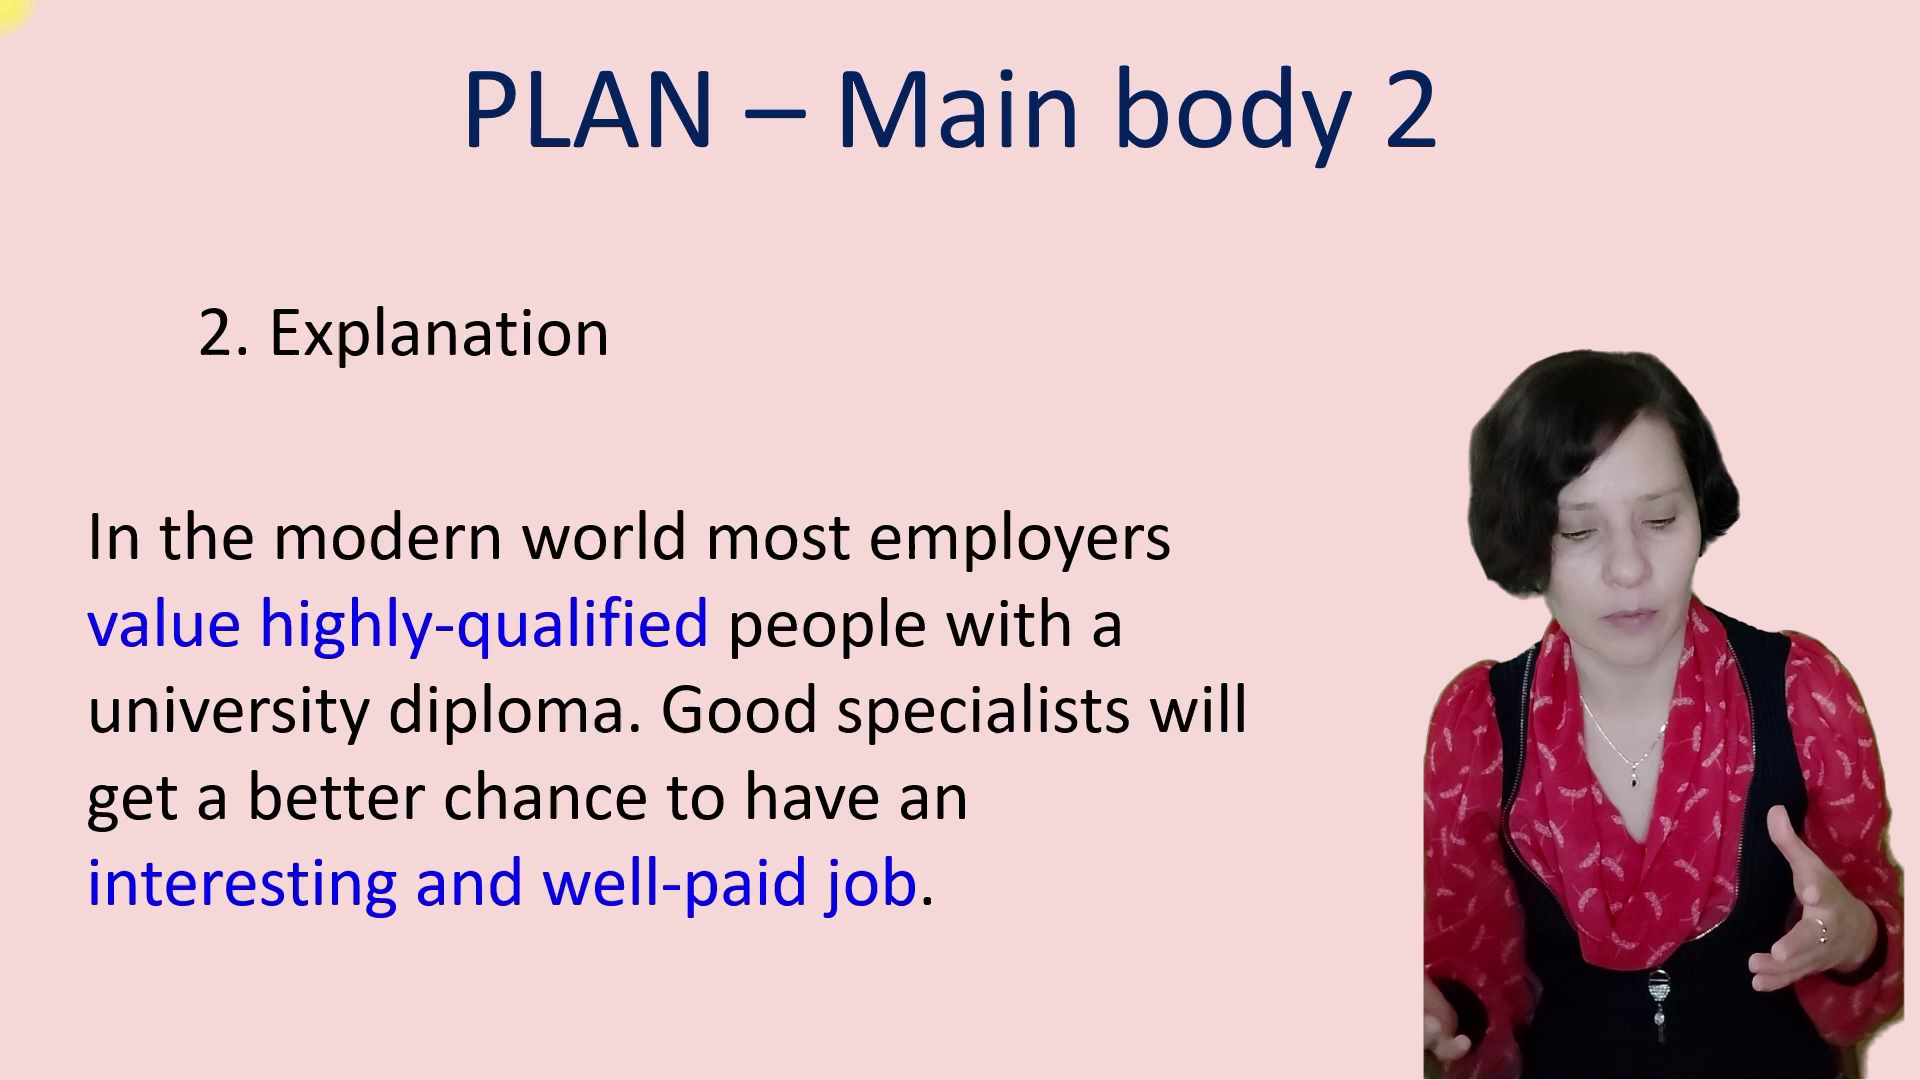 PLAN – Main body 2
2. Explanation
In the modern world most employers
value highly-qualified people with a
university diploma. Good specialists will
get a better chance to have an
interesting and well-paid job.